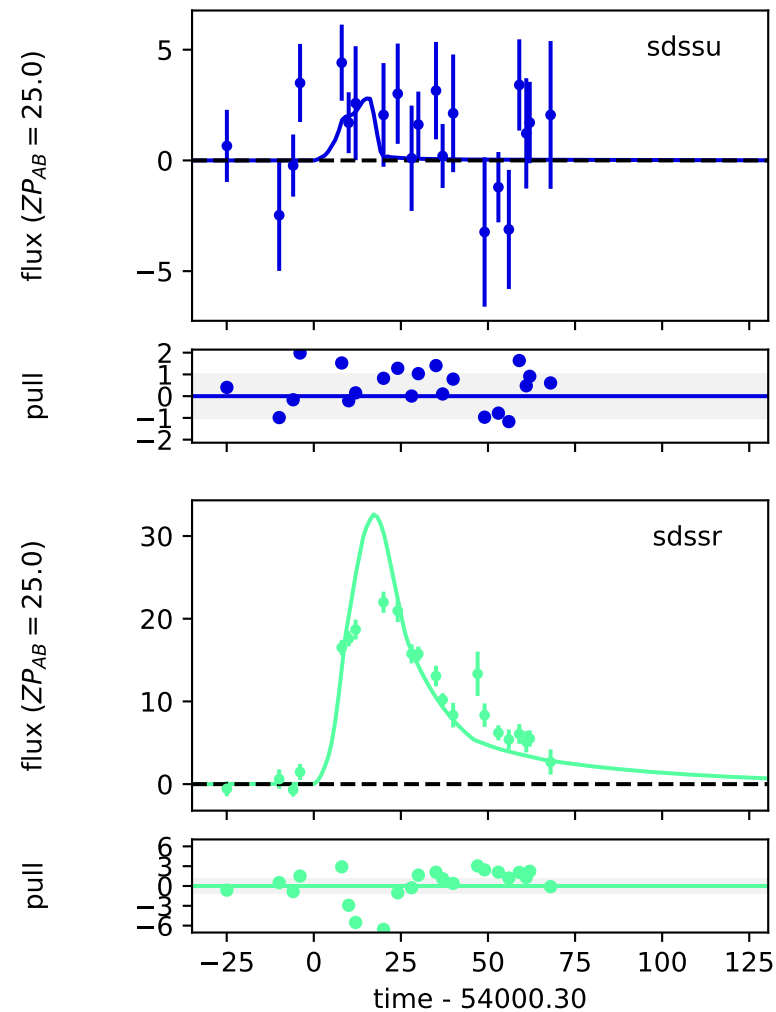 sdssu
flux (ZP_AB = 25.0)
5
0
−5
pull
2
1
0
−1
−2
sdssr
flux (ZP_AB = 25.0)
30
20
10
0
pull
6
3
0
−3
−6
−25 0 25 50 75 100 125
time - 54000.30